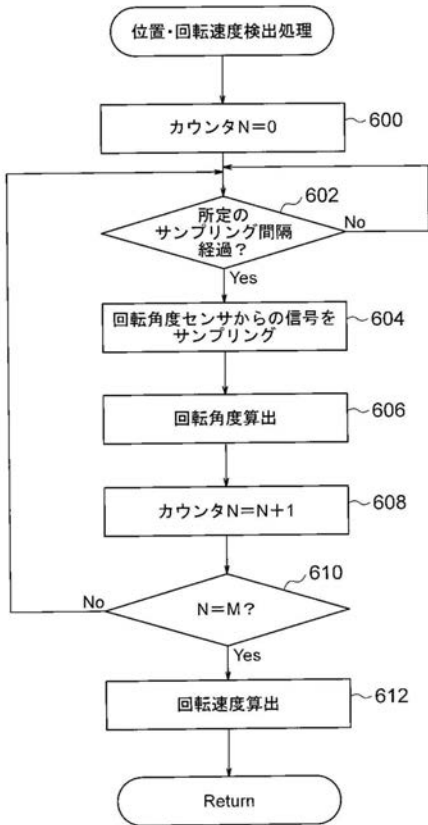 位置・回転速度検出処理
カウンタN=0
600
602
所定の
サンプリング間隔
経過?
No
Yes
回転角度センサからの信号を
サンプリング
604
回転角度算出
606
カウンタN=N+1
608
610
No
N=M?
Yes
回転速度算出
612
Return